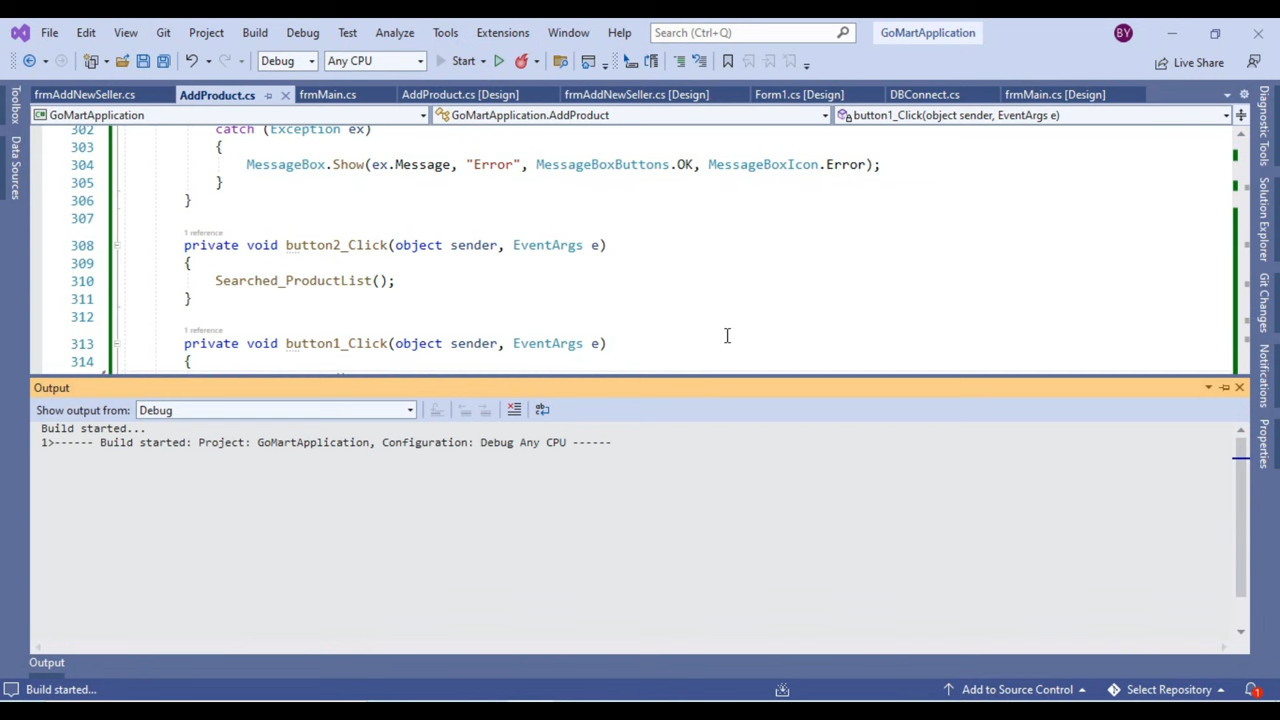 File Edit View Git Project Build Debug Test Analyze Tools Extensions Window Help Search (Ctrl+Q) GoMartApplication BY
Debug Any CPU Start Live Share
frmAddNewSeller.cs AddProduct.cs frmMain.cs AddProduct.cs [Design] frmAddNewSeller.cs [Design] Form1.cs [Design] DBConnect.cs frmMain.cs [Design]
GoMartApplication GoMartApplication.AddProduct button1_Click(object sender, EventArgs e)
Toolbox
Data Sources
302 catch (Exception ex)
303 {
304 MessageBox.Show(ex.Message, "Error", MessageBoxButtons.OK, MessageBoxIcon.Error);
305 }
306 }
307
1 reference
308 private void button2_Click(object sender, EventArgs e)
309 {
310 Searched_ProductList();
311 }
312
1 reference
313 private void button1_Click(object sender, EventArgs e)
314 {
Diagnostic Tools
Solution Explorer
Git Changes
Notifications
Properties
Output
Show output from: Debug
Build started...
1>------ Build started: Project: GoMartApplication, Configuration: Debug Any CPU ------
Output
Build started... Add to Source Control Select Repository 1